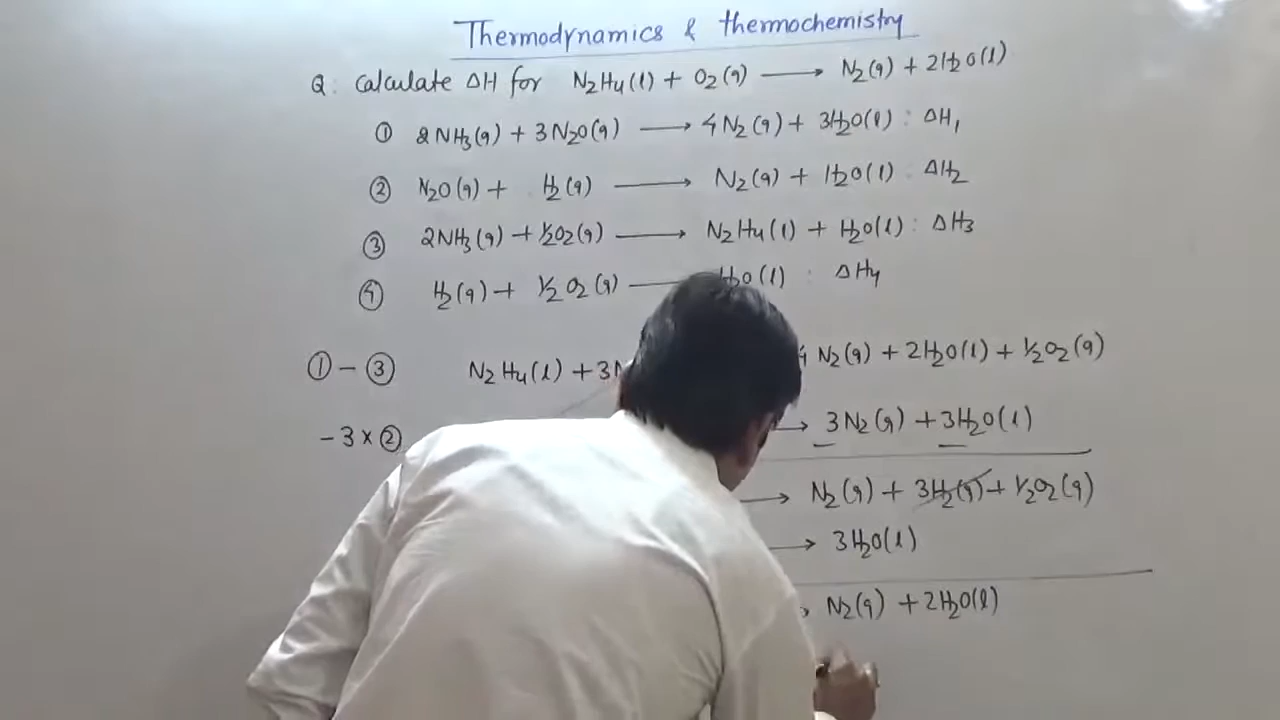 Thermodynamics & thermochemistry
Q. Calculate ΔH for N2H4(l) + O2(g) ⟶ N2(g) + 2H2O(l)
① 2NH3(g) + 3N2O(g) ⟶ 4N2(g) + 3H2O(l) : ΔH1
② N2O(g) + H2(g) ⟶ N2(g) + H2O(l) : ΔH2
③ 2NH3(g) + ½O2(g) ⟶ N2H4(l) + H2O(l) : ΔH3
④ H2(g) + ½O2(g) ⟶ H2O(l) : ΔH4
① - ③ N2H4(l) + 3N 4N2(g) + 2H2O(l) + ½O2(g)
-3 × ② → 3N2(g) + 3H2O(l)
⟶ N2(g) + 3H2(g) + ½O2(g)
⟶ 3H2O(l)
N2(g) + 2H2O(l)